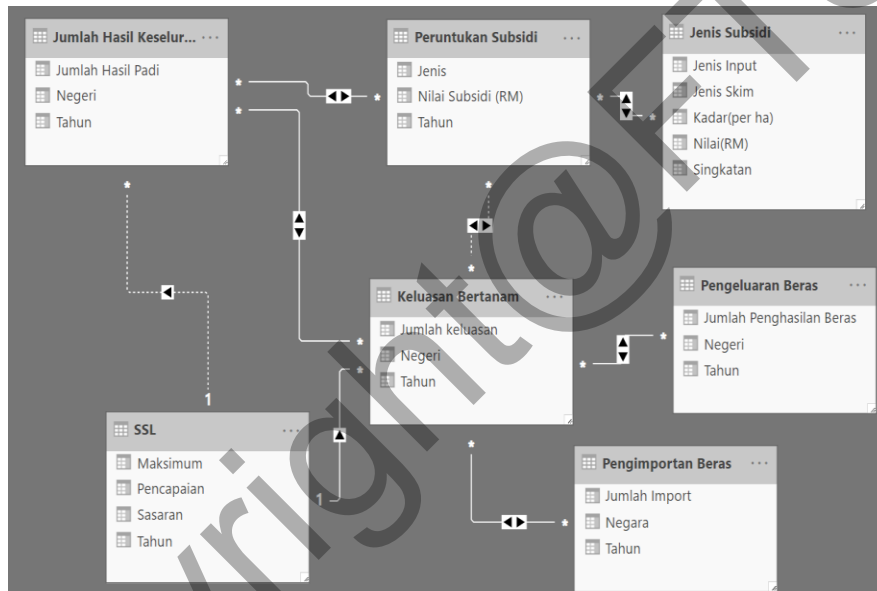 Jumlah Hasil Keselur...
Jumlah Hasil Padi
Negeri
Tahun
Peruntukan Subsidi
Jenis
Nilai Subsidi (RM)
Tahun
Jenis Subsidi
Jenis Input
Jenis Skim
Kadar(per ha)
Nilai(RM)
Singkatan
Keluasan Bertanam
Jumlah keluasan
Negeri
Tahun
Pengeluaran Beras
Jumlah Penghasilan Beras
Negeri
Tahun
SSL
Maksimum
Pencapaian
Sasaran
Tahun
Pengimportan Beras
Jumlah Import
Negara
Tahun
1
1